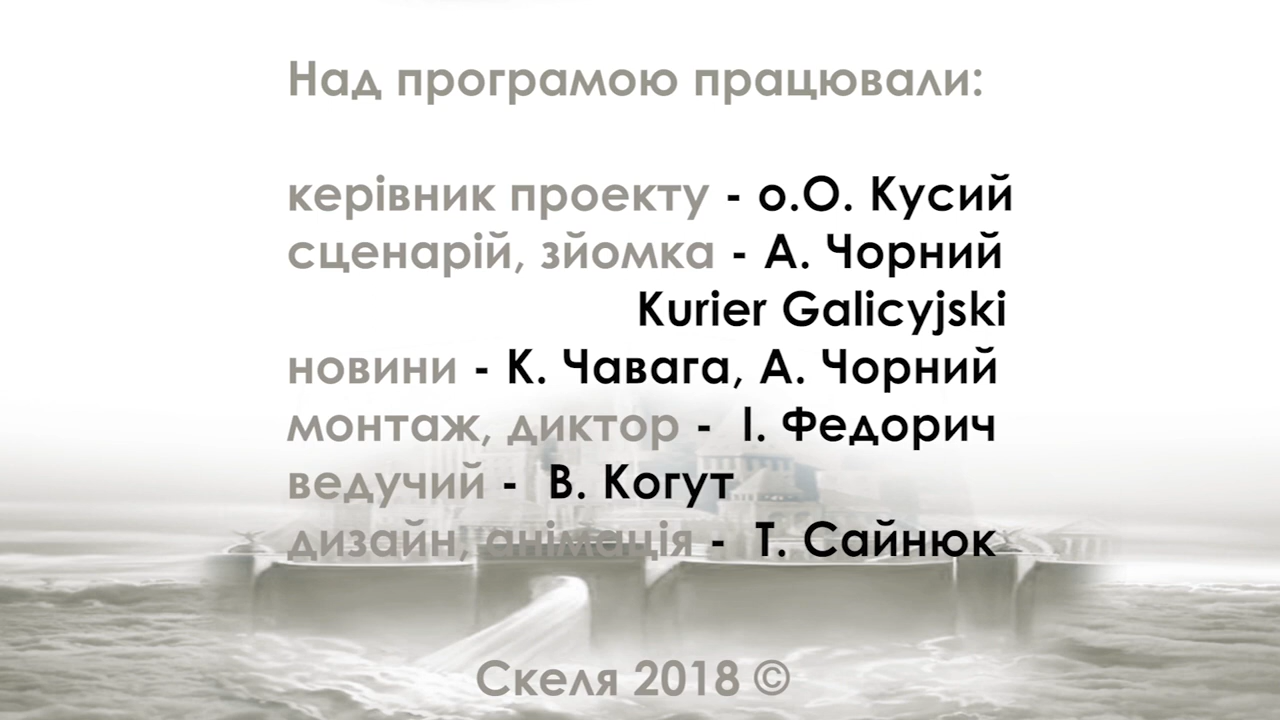 Над програмою працювали:
керівник проекту - о.О. Кусий
сценарій, зйомка - А. Чорний
Kurier Galicyjski
новини - К. Чавага, А. Чорний
монтаж, диктор - І. Федорич
ведучий - В. Когут
дизайн, анімація - Т. Сайнюк
Скеля 2018 ©